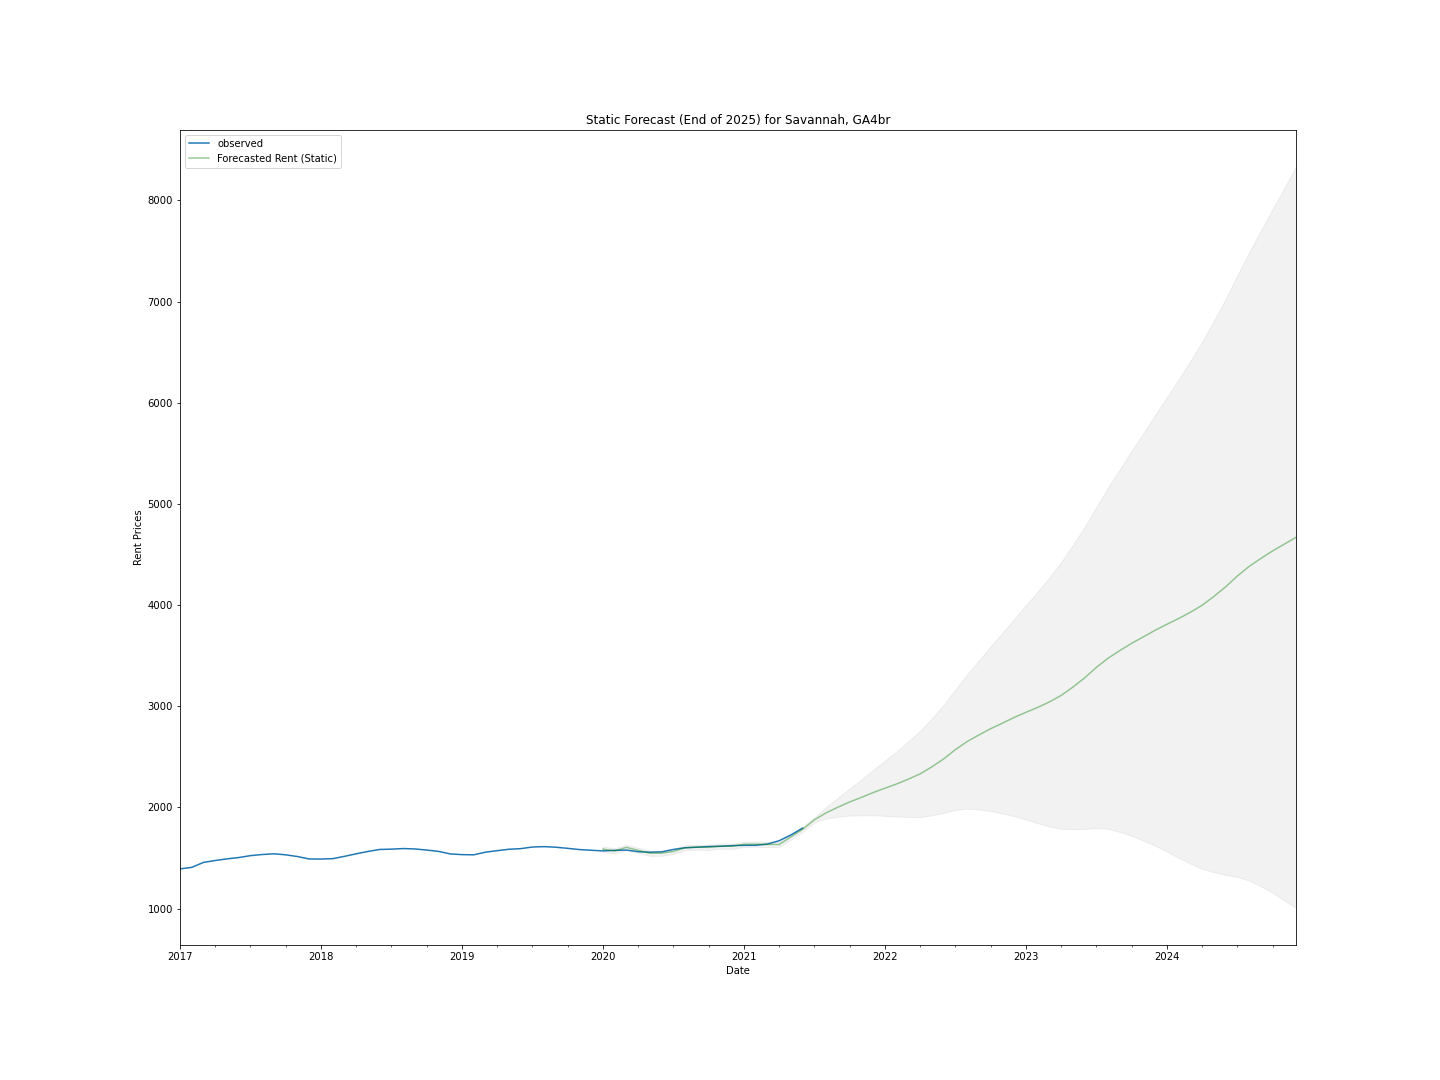 Static Forecast (End of 2025) for Savannah, GA4br
observed
Forecasted Rent (Static)
8000
7000
6000
5000
4000
3000
2000
1000
Rent Prices
2017 2018 2019 2020 2021 2022 2023 2024
Date